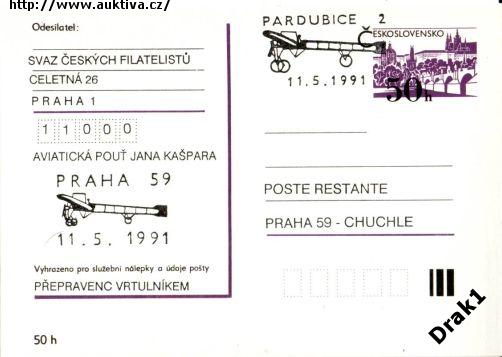 http://www.auktiva.cz/
Odesilatel:
SVAZ ČESKÝCH FILATELISTŮ
CELETNÁ 26
PRAHA 1
11000
AVIATICKÁ POUŤ JANA KAŠPARA
PRAHA 59
11.5.1991
Vyhrazeno pro služební nálepky a údaje pošty
PŘEPRAVENC VRTULNÍKEM
50 h
PARDUBICE 2
11.5.1991
ČESKOSLOVENSKO
50h
POSTE RESTANTE
PRAHA 59 - CHUCHLE
Drak1